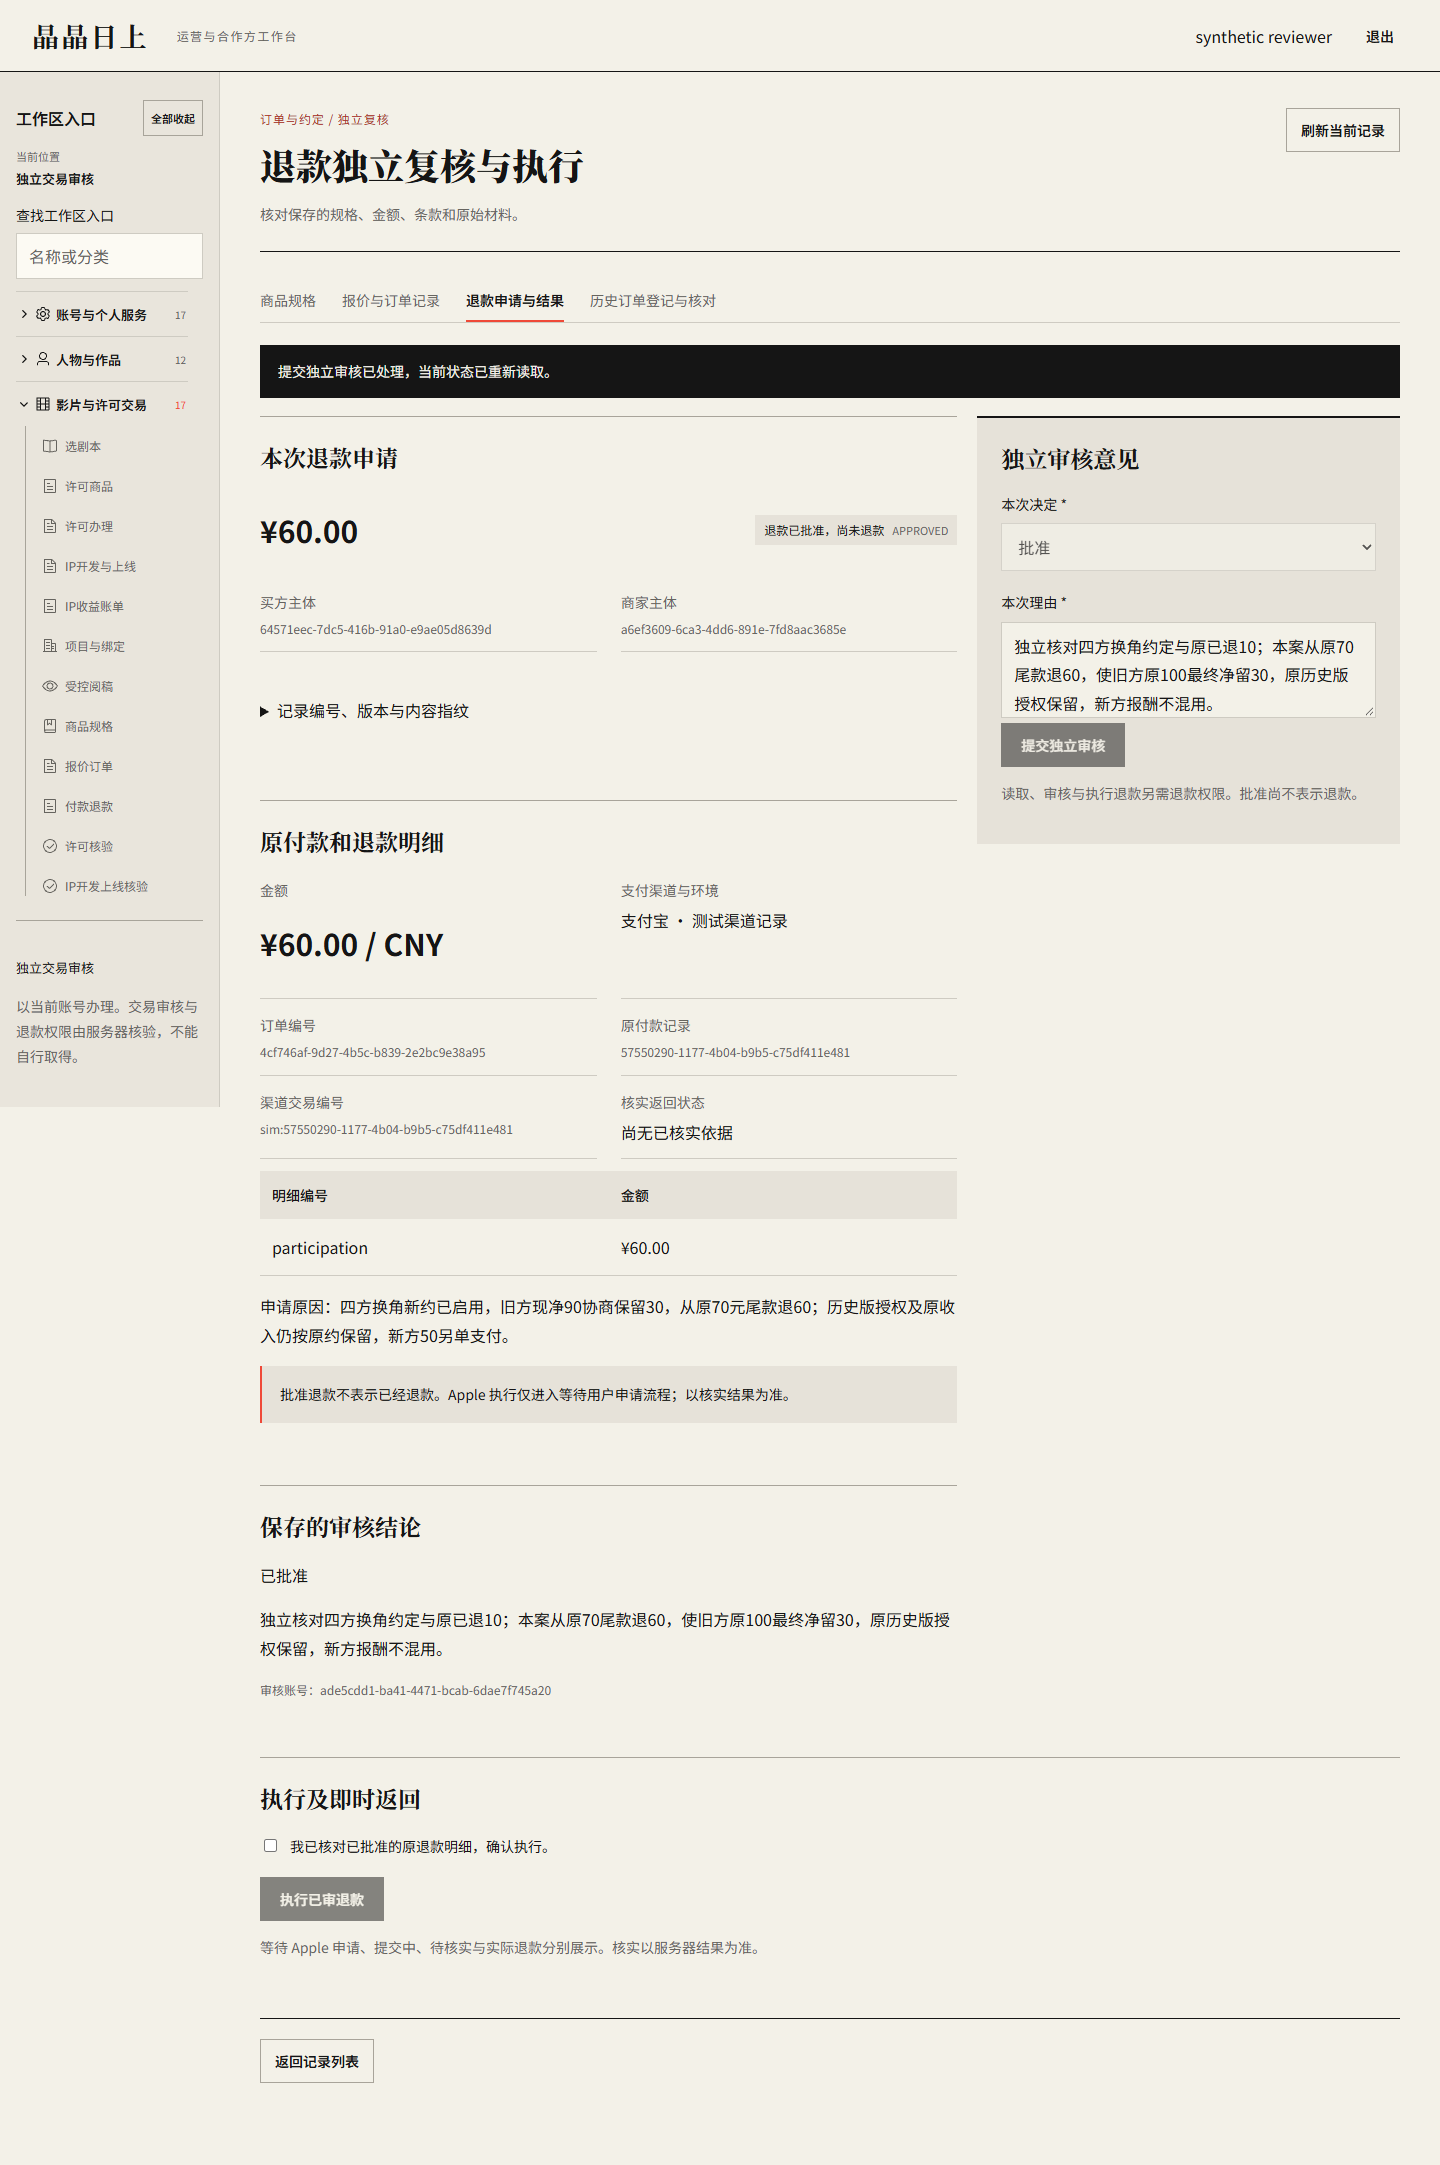 晶晶日上
运营与合作方工作台
synthetic reviewer
退出
工作区入口
全部收起
当前位置
独立交易审核
查找工作区入口
名称或分类
账号与个人服务 17
人物与作品 12
影片与许可交易 17
选剧本
许可商品
许可办理
IP开发与上线
IP收益账单
项目与绑定
受控阅稿
商品规格
报价订单
付款退款
许可核验
IP开发上线核验
独立交易审核
以当前账号办理。交易审核与
退款权限由服务器核验，不能
自行取得。
订单与约定 / 独立复核
退款独立复核与执行
核对保存的规格、金额、条款和原始材料。
刷新当前记录
商品规格 报价与订单记录 退款申请与结果 历史订单登记与核对
提交独立审核已处理，当前状态已重新读取。
本次退款申请
¥60.00
退款已批准，尚未退款 APPROVED
买方主体
64571eec-7dc5-416b-91a0-e9ae05d8639d
商家主体
a6ef3609-6ca3-4dd6-891e-7fd8aac3685e
记录编号、版本与内容指纹
独立审核意见
本次决定 *
批准
本次理由 *
独立核对四方换角约定与原已退10；本案从原70
尾款退60，使旧方原100最终净留30，原历史版
授权保留，新方报酬不混用。
提交独立审核
读取、审核与执行退款另需退款权限。批准尚不表示退款。
原付款和退款明细
金额
¥60.00 / CNY
支付渠道与环境
支付宝 · 测试渠道记录
订单编号
4cf746af-9d27-4b5c-b839-2e2bc9e38a95
原付款记录
57550290-1177-4b04-b9b5-c75df411e481
渠道交易编号
sim:57550290-1177-4b04-b9b5-c75df411e481
核实返回状态
尚无已核实依据
明细编号 金额
participation ¥60.00
申请原因：四方换角新约已启用，旧方现净90协商保留30，从原70元尾款退60；历史版授权及原收
入仍按原约保留，新方50另单支付。
批准退款不表示已经退款。Apple 执行仅进入等待用户申请流程；以核实结果为准。
保存的审核结论
已批准
独立核对四方换角约定与原已退10；本案从原70尾款退60，使旧方原100最终净留30，原历史版授
权保留，新方报酬不混用。
审核账号：ade5cdd1-ba41-4471-bcab-6dae7f745a20
执行及即时返回
我已核对已批准的原退款明细，确认执行。
执行已审退款
等待 Apple 申请、提交中、待核实与实际退款分别展示。核实以服务器结果为准。
返回记录列表